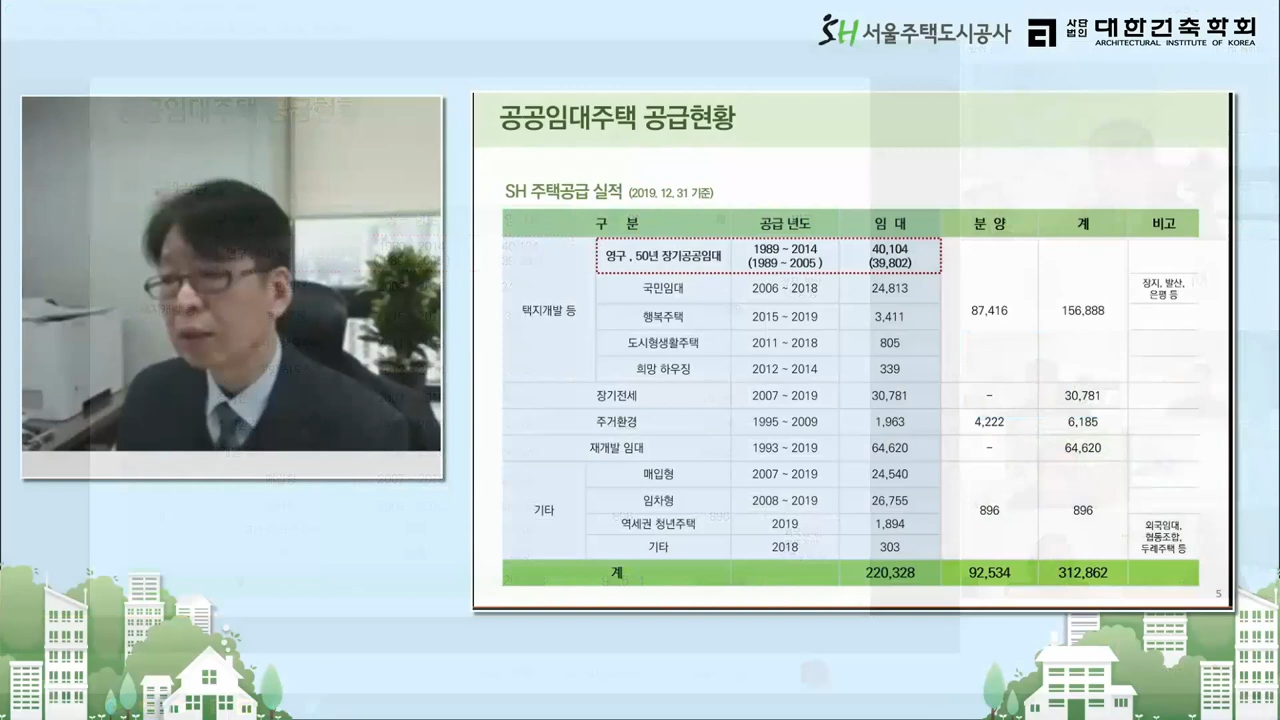 SH 서울주택도시공사
사단법인 대한건축학회
ARCHITECTURAL INSTITUTE OF KOREA
공공임대주택 공급현황
SH 주택공급 실적 (2019. 12. 31 기준)
구 분 공급 년도 임 대 분 양 계 비고
택지개발 등
영구 , 50년 장기공공임대 1989 ~ 2014 (1989 ~ 2005 ) 40,104 (39,802)
국민임대 2006 ~ 2018 24,813
행복주택 2015 ~ 2019 3,411
도시형생활주택 2011 ~ 2018 805
희망 하우징 2012 ~ 2014 339
87,416 156,888
장지, 발산,
은평 등
장기전세 2007 ~ 2019 30,781 – 30,781
주거환경 1995 ~ 2009 1,963 4,222 6,185
재개발 임대 1993 ~ 2019 64,620 – 64,620
기타
매입형 2007 ~ 2019 24,540
임차형 2008 ~ 2019 26,755
역세권 청년주택 2019 1,894
기타 2018 303
896 896
외국임대,
협동조합,
두레주택 등
계 220,328 92,534 312,862
5